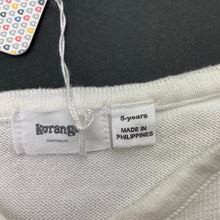 Korango
AUSTRALIA
5-years
MADE IN
PHILIPPINES